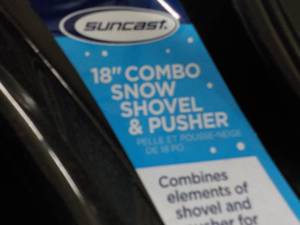 SUNCAST.
18" COMBO
SNOW
SHOVEL
& PUSHER
PELLE ET POUSSE-NEIGE
DE 18 PO
Combines
elements of
shovel and
pusher for